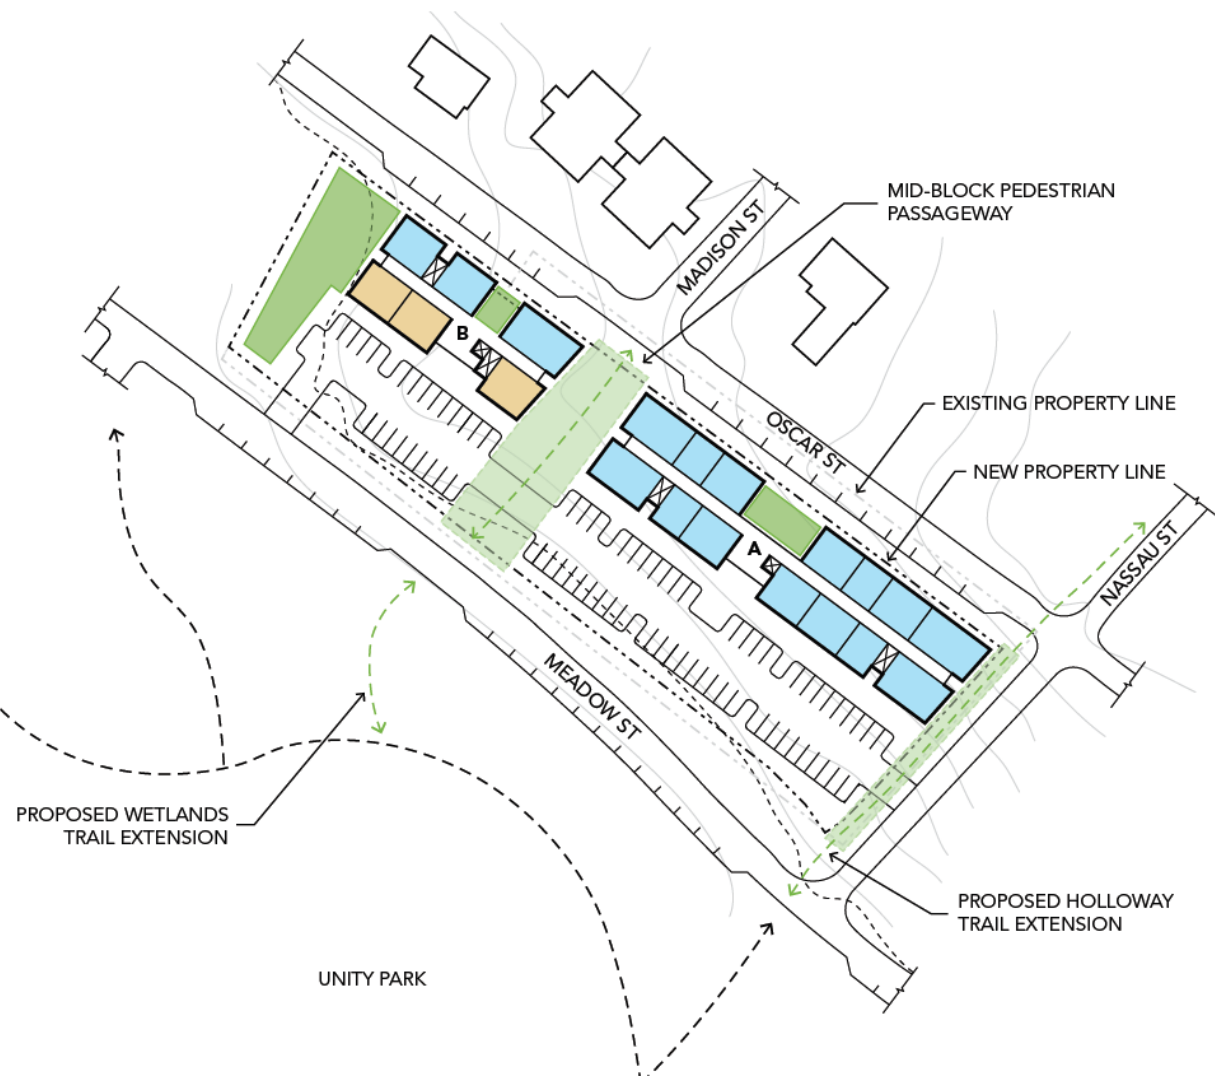 MID-BLOCK PEDESTRIAN
PASSAGEWAY
MADISON ST
B
EXISTING PROPERTY LINE
OSCAR ST
NEW PROPERTY LINE
A
NASSAU ST
MEADOW ST
PROPOSED WETLANDS
TRAIL EXTENSION
PROPOSED HOLLOWAY
TRAIL EXTENSION
UNITY PARK